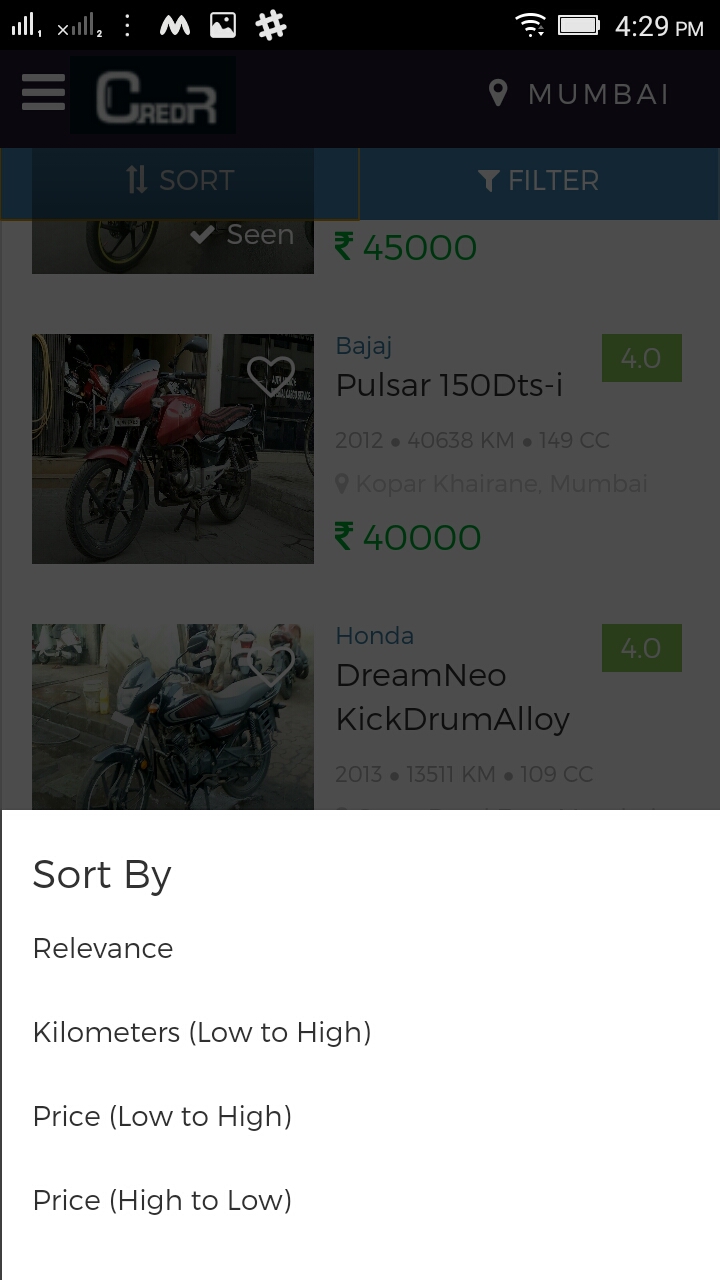 4:29 PM
CREDR
MUMBAI
SORT
FILTER
Seen
₹ 45000
Bajaj
4.0
Pulsar 150Dts-i
2012 ● 40638 KM ● 149 CC
Kopar Khairane, Mumbai
₹ 40000
Honda
4.0
DreamNeo
KickDrumAlloy
2013 ● 13511 KM ● 109 CC
Sort By
Relevance
Kilometers (Low to High)
Price (Low to High)
Price (High to Low)